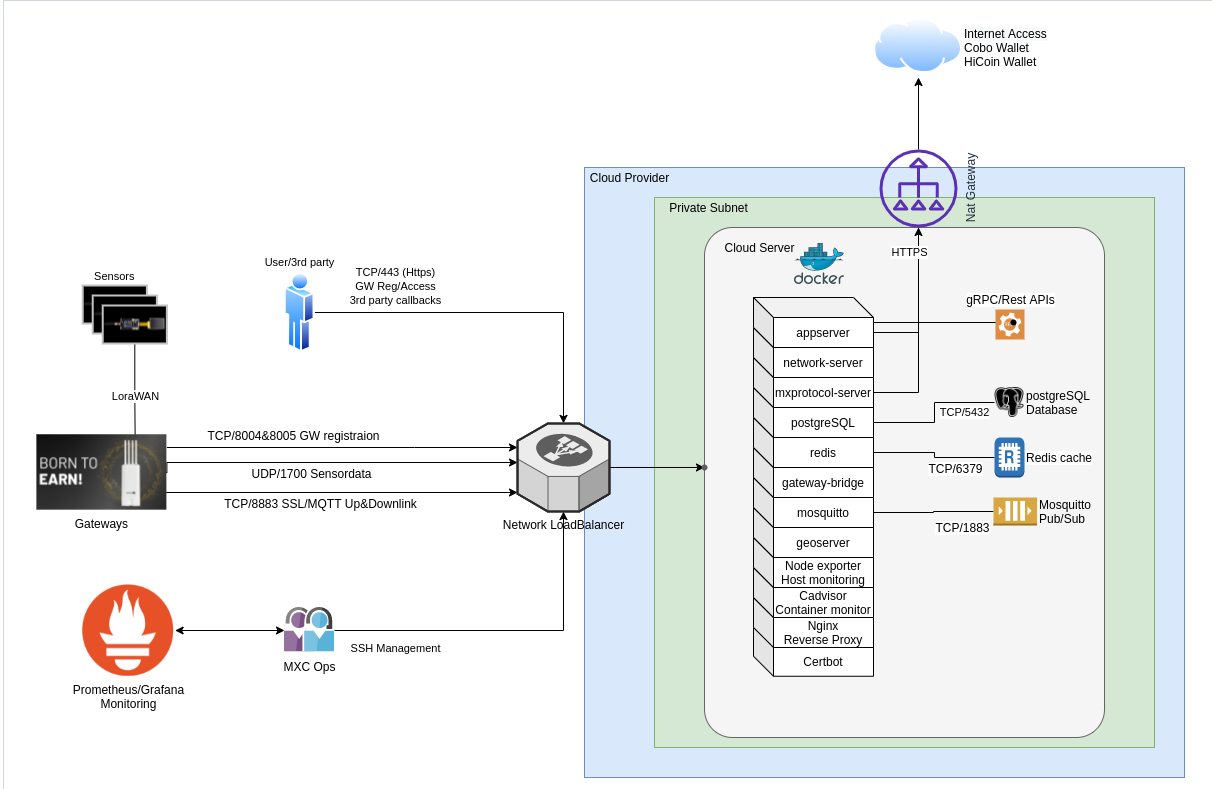 Internet Access
Cobo Wallet
HiCoin Wallet
Nat Gateway
Cloud Provider
Private Subnet
Cloud Server
docker
HTTPS
Sensors
User/3rd party
TCP/443 (Https)
GW Reg/Access
3rd party callbacks
LoraWAN
BORN TO
EARN!
Gateways
TCP/8004&8005 GW registraion
UDP/1700 Sensordata
TCP/8883 SSL/MQTT Up&Downlink
Network LoadBalancer
Prometheus/Grafana
Monitoring
MXC Ops
SSH Management
appserver
network-server
mxprotocol-server
postgreSQL
redis
gateway-bridge
mosquitto
geoserver
Node exporter
Host monitoring
Cadvisor
Container monitor
Nginx
Reverse Proxy
Certbot
gRPC/Rest APIs
TCP/5432
postgreSQL
Database
TCP/6379
R
Redis cache
TCP/1883
Mosquitto
Pub/Sub